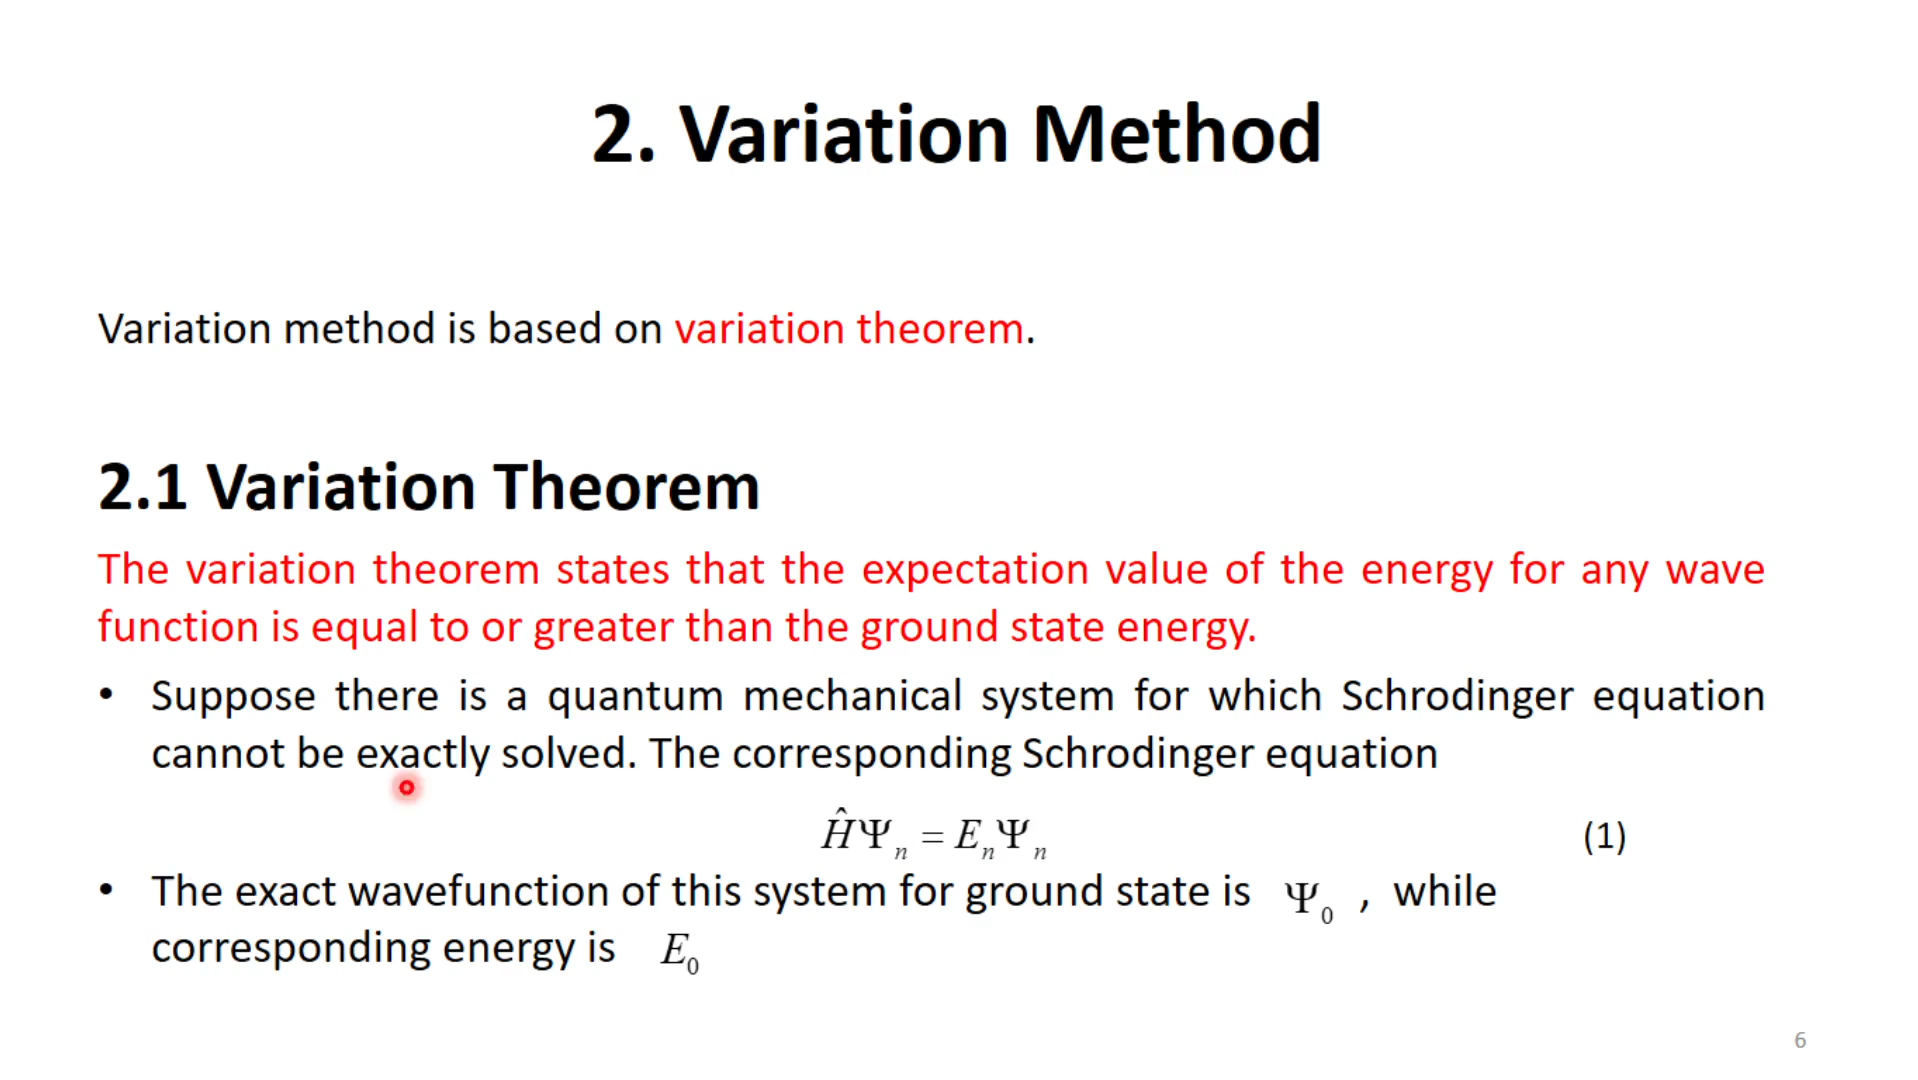 2. Variation Method
Variation method is based on variation theorem.
2.1 Variation Theorem
The variation theorem states that the expectation value of the energy for any wave
function is equal to or greater than the ground state energy.
• Suppose there is a quantum mechanical system for which Schrodinger equation
cannot be exactly solved. The corresponding Schrodinger equation
ĤΨₙ = EₙΨₙ (1)
• The exact wavefunction of this system for ground state is Ψ₀ , while
corresponding energy is E₀
6